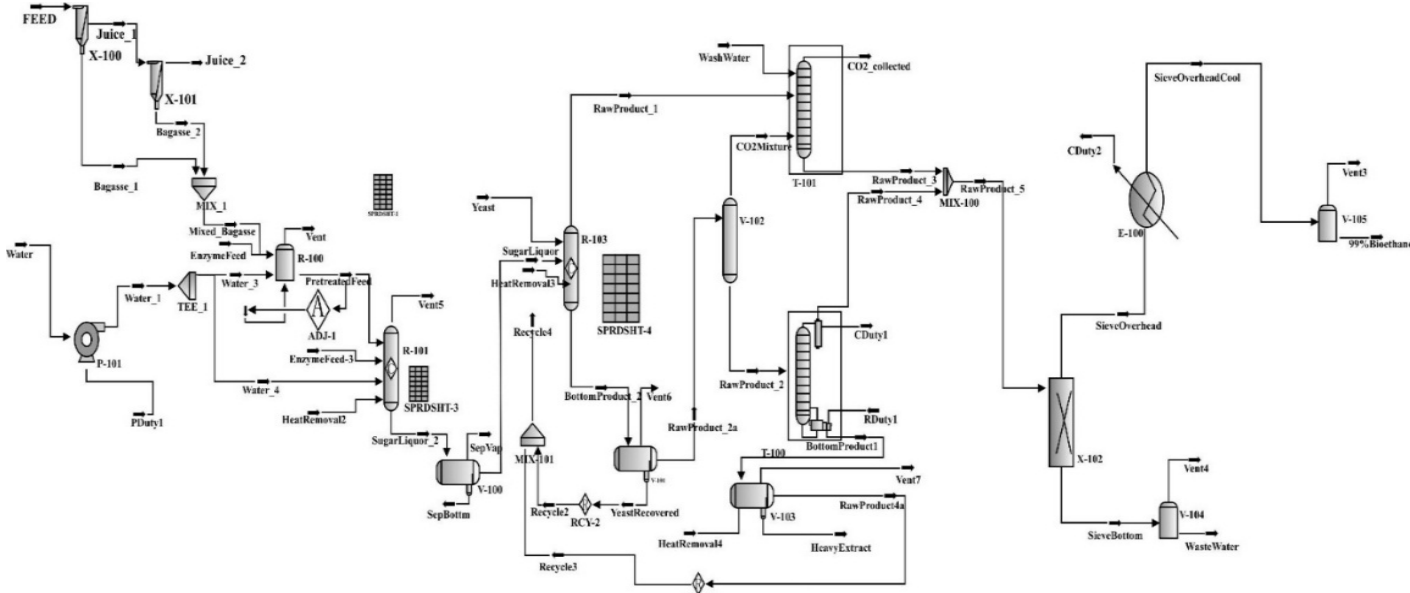 FEED
Juice_1
X-100
Juice_2
X-101
Bagasse_2
Bagasse_1
MIX_1
Mixed_Bagasse
EnzymeFeed
Vent
R-100
Water
Water_1
TEE_1
Water_3
PretreatedFeed
A
ADJ-1
P-101
PDuty1
EnzymeFeed-3
Water_4
HeatRemoval2
Vent5
R-101
SPRDSHT-3
SugarLiquor_2
SepVap
V-100
SepBottm
Yeast
SugarLiquor
HeatRemoval3
R-103
SPRDSHT-4
Recycle4
BottomProduct_2
Vent6
MIX-101
Recycle2
RCY-2
YeastRecovered
Recycle3
RawProduct_1
WashWater
CO2_collected
CO2Mixture
T-101
V-102
RawProduct_2a
RawProduct_2
RawProduct_3
RawProduct_4
MIX-100
RawProduct_5
CDuty1
RDuty1
BottomProduct1
T-100
Vent7
RawProduct4a
V-103
HeatRemoval4
HeavyExtract
SieveOverheadCool
CDuty2
E-100
SieveOverhead
Vent3
V-105
99%Bioethano
X-102
SieveBottom
Vent4
V-104
WasteWater